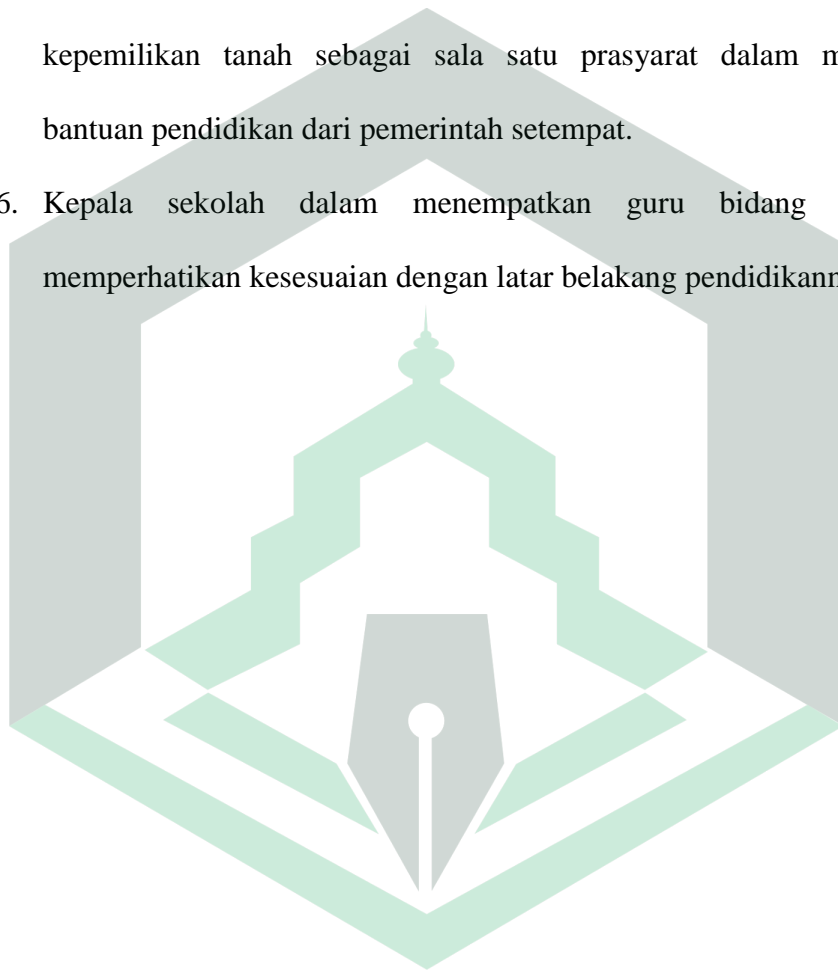 kepemilikan tanah sebagai sala satu prasyarat dalam
bantuan pendidikan dari pemerintah setempat.
6. Kepala sekolah dalam menempatkan guru bidang
memperhatikan kesesuaian dengan latar belakang